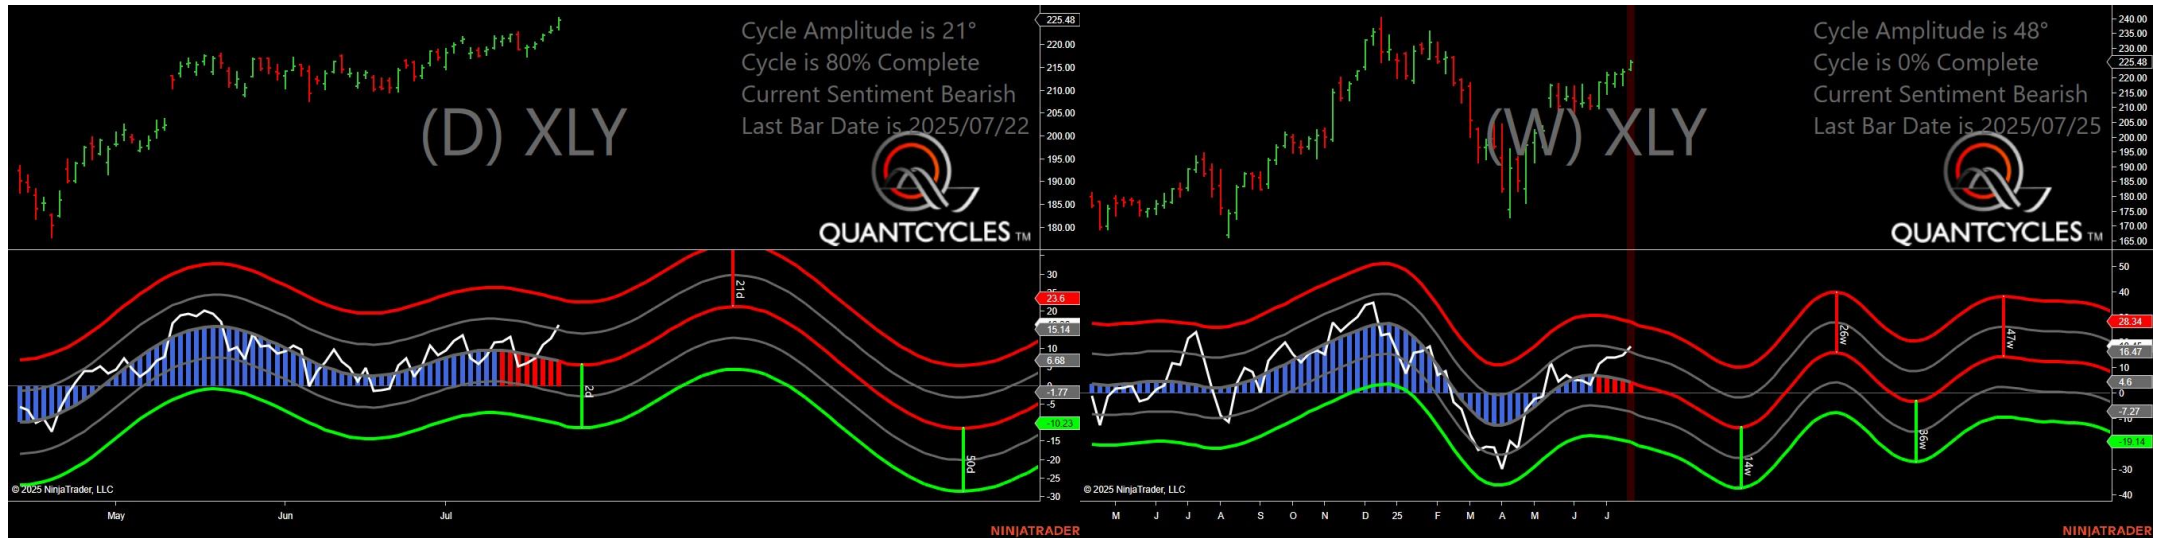 Cycle Amplitude is 21°
Cycle is 80% Complete
Current Sentiment Bearish
Last Bar Date is 2025/07/22
(D) XLY
QUANTCYCLES TM
225.48
220.00
215.00
210.00
205.00
200.00
195.00
190.00
185.00
180.00
30
23.6
20
15.14
10
6.68
-1.77
-5
-10.23
-15
-20
-25
-30
21d
2d
50d
© 2025 NinjaTrader, LLC
May Jun Jul
NINJATRADER
Cycle Amplitude is 48°
Cycle is 0% Complete
Current Sentiment Bearish
Last Bar Date is 2025/07/25
(W) XLY
QUANTCYCLES TM
240.00
235.00
230.00
225.48
220.00
215.00
210.00
205.00
200.00
195.00
190.00
185.00
180.00
175.00
170.00
165.00
50
40
28.34
16.47
10
4.6
0
-7.27
-19.14
-30
-40
26w
47w
14w
36w
© 2025 NinjaTrader, LLC
M J J A S O N D 25 F M A M J J
NINJATRADER